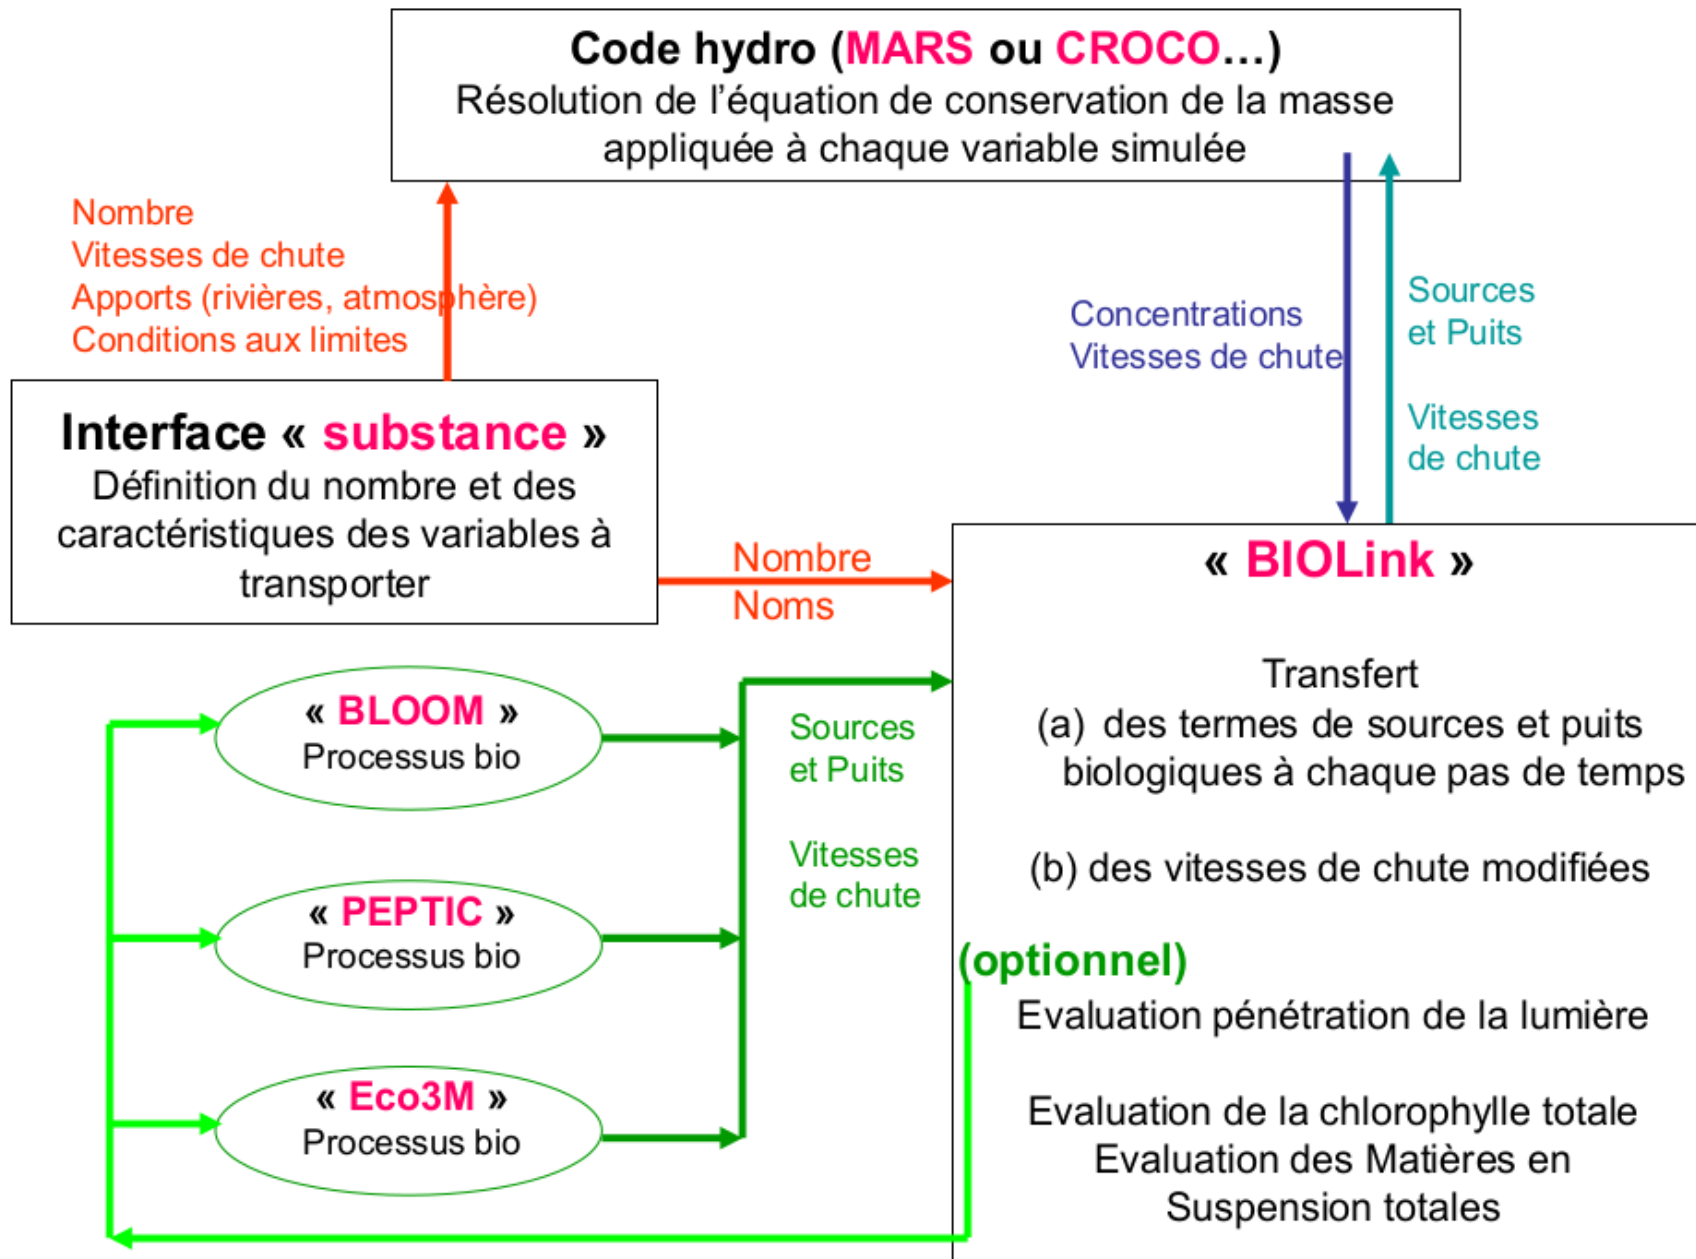 Code hydro (MARS ou CROCO…)
Résolution de l'équation de conservation de la masse
appliquée à chaque variable simulée
Nombre
Vitesses de chute
Apports (rivières, atmosphère)
Conditions aux limites
Concentrations
Vitesses de chute
Sources
et Puits
Vitesses
de chute
Interface « substance »
Définition du nombre et des
caractéristiques des variables à
transporter
Nombre
Noms
« BIOLink »
Transfert
(a) des termes de sources et puits
biologiques à chaque pas de temps
(b) des vitesses de chute modifiées
(optionnel)
Evaluation pénétration de la lumière
Evaluation de la chlorophylle totale
Evaluation des Matières en
Suspension totales
« BLOOM »
Processus bio
« PEPTIC »
Processus bio
« Eco3M »
Processus bio
Sources
et Puits
Vitesses
de chute